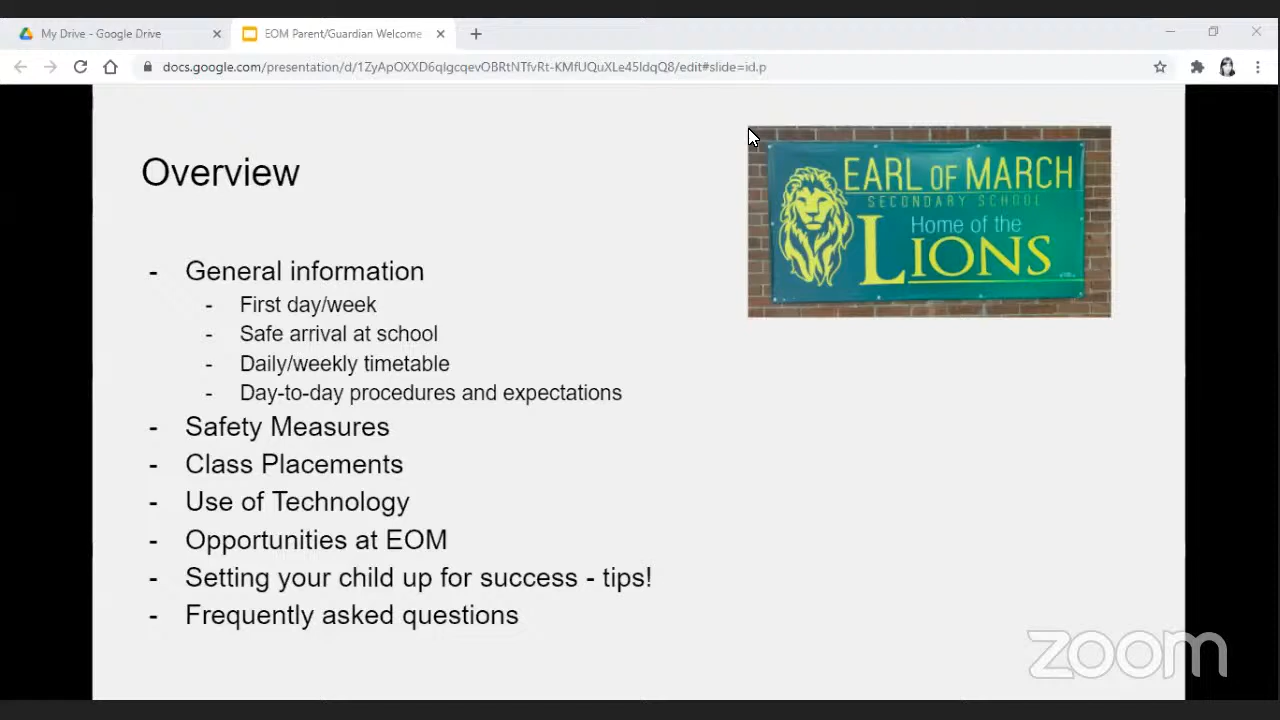 My Drive - Google Drive
EOM Parent/Guardian Welcome
docs.google.com/presentation/d/1ZyApOXXD6qIgcqevOBRtNTfvRt-KMfUQuXLe45IdqQ8/edit#slide=id.p
Overview
EARL OF MARCH
SECONDARY SCHOOL
Home of the
LIONS
- General information
- First day/week
- Safe arrival at school
- Daily/weekly timetable
- Day-to-day procedures and expectations
- Safety Measures
- Class Placements
- Use of Technology
- Opportunities at EOM
- Setting your child up for success - tips!
- Frequently asked questions
zoom